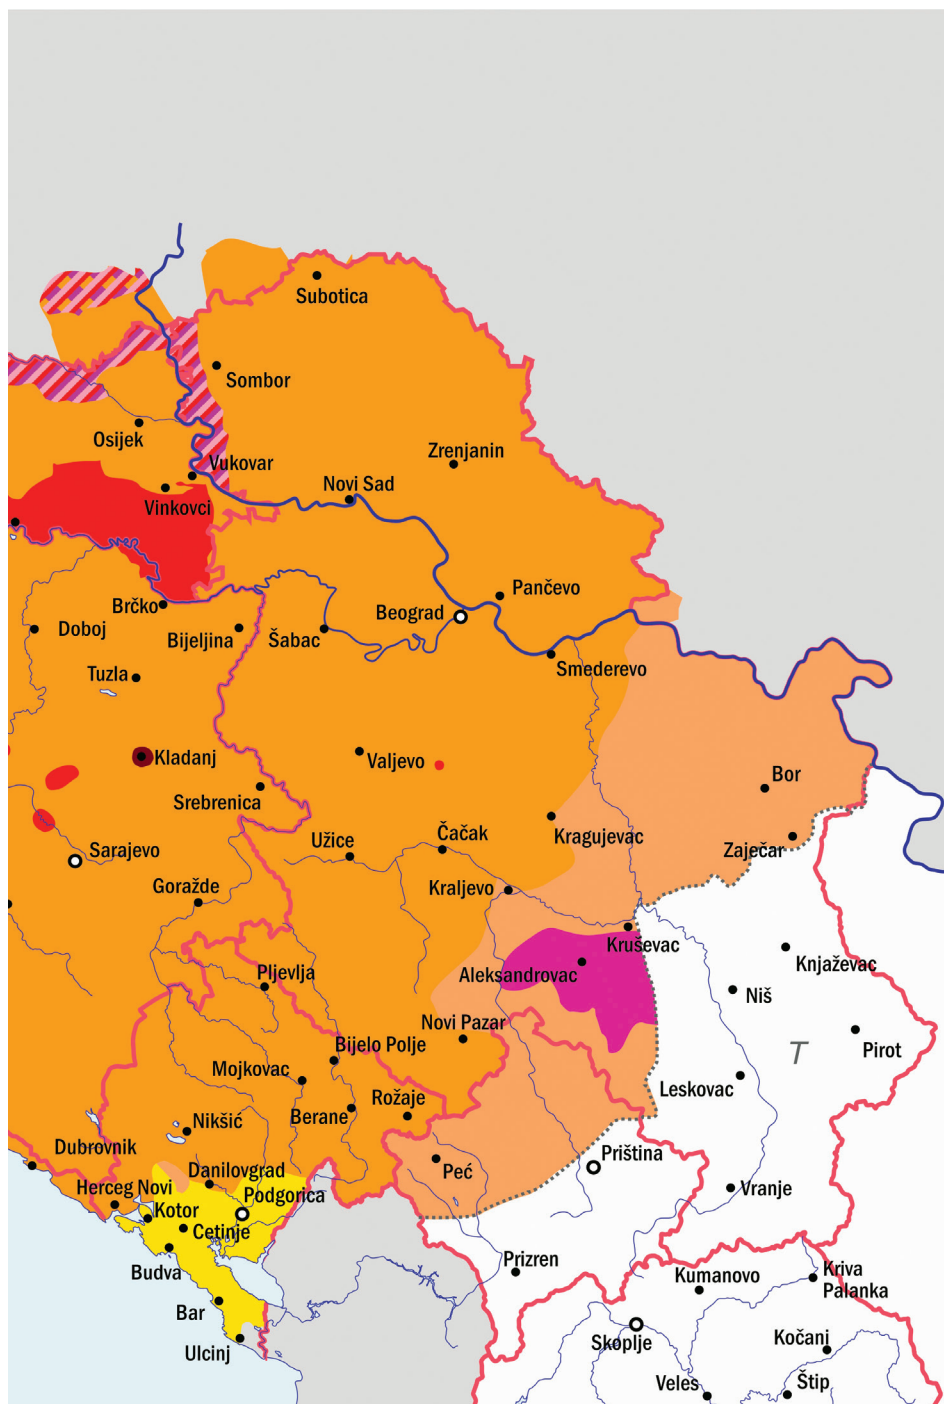 Subotica
Sombor
Osijek
Zrenjanin
Vukovar
Novi Sad
Vinkovci
Pančevo
Brčko
Beograd
Doboj
Bijeljina
Šabac
Smederevo
Tuzla
Kladanj
Valjevo
Bor
Srebrenica
Kragujevac
Užice
Čačak
Zaječar
Sarajevo
Goražde
Kraljevo
Kruševac
Knjaževac
Pljevlja
Aleksandrovac
Niš
Novi Pazar
Bijelo Polje
T
Pirot
Mojkovac
Leskovac
Rožaje
Berane
Nikšić
Dubrovnik
Priština
Danilovgrad
Peć
Herceg Novi
Podgorica
Vranje
Kotor
Cetinje
Prizren
Budva
Kumanovo
Kriva
Palanka
Bar
Skoplje
Kočani
Ulcinj
Veles
Štip